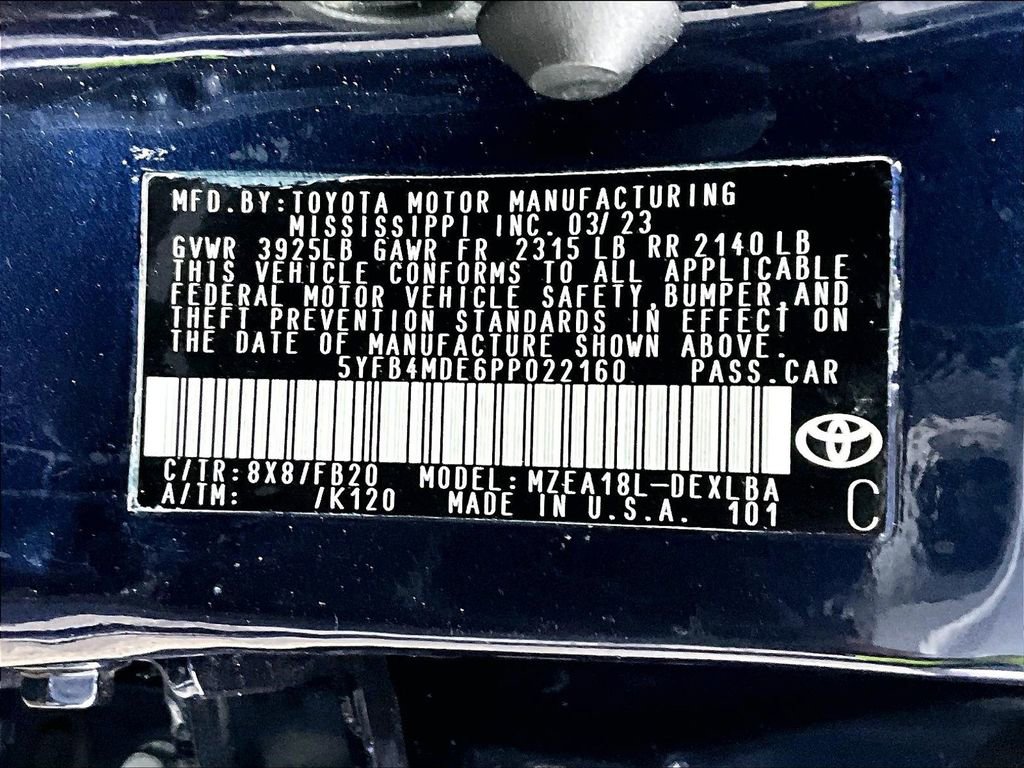 MFD.BY:TOYOTA MOTOR MANUFACTURING
MISSISSIPPI INC. 03/23
GVWR 3925LB GAWR FR 2315 LB RR 2140 LB
THIS VEHICLE CONFORMS TO ALL APPLICABLE
FEDERAL MOTOR VEHICLE SAFETY,BUMPER,AND
THEFT PREVENTION STANDARDS IN EFFECT ON
THE DATE OF MANUFACTURE SHOWN ABOVE.
5YFB4MDE6PP022160 PASS.CAR
C/TR:8X8/FB20 MODEL:MZEA18L-DEXLBA
A/TM: /K120 MADE IN U.S.A. 101 C